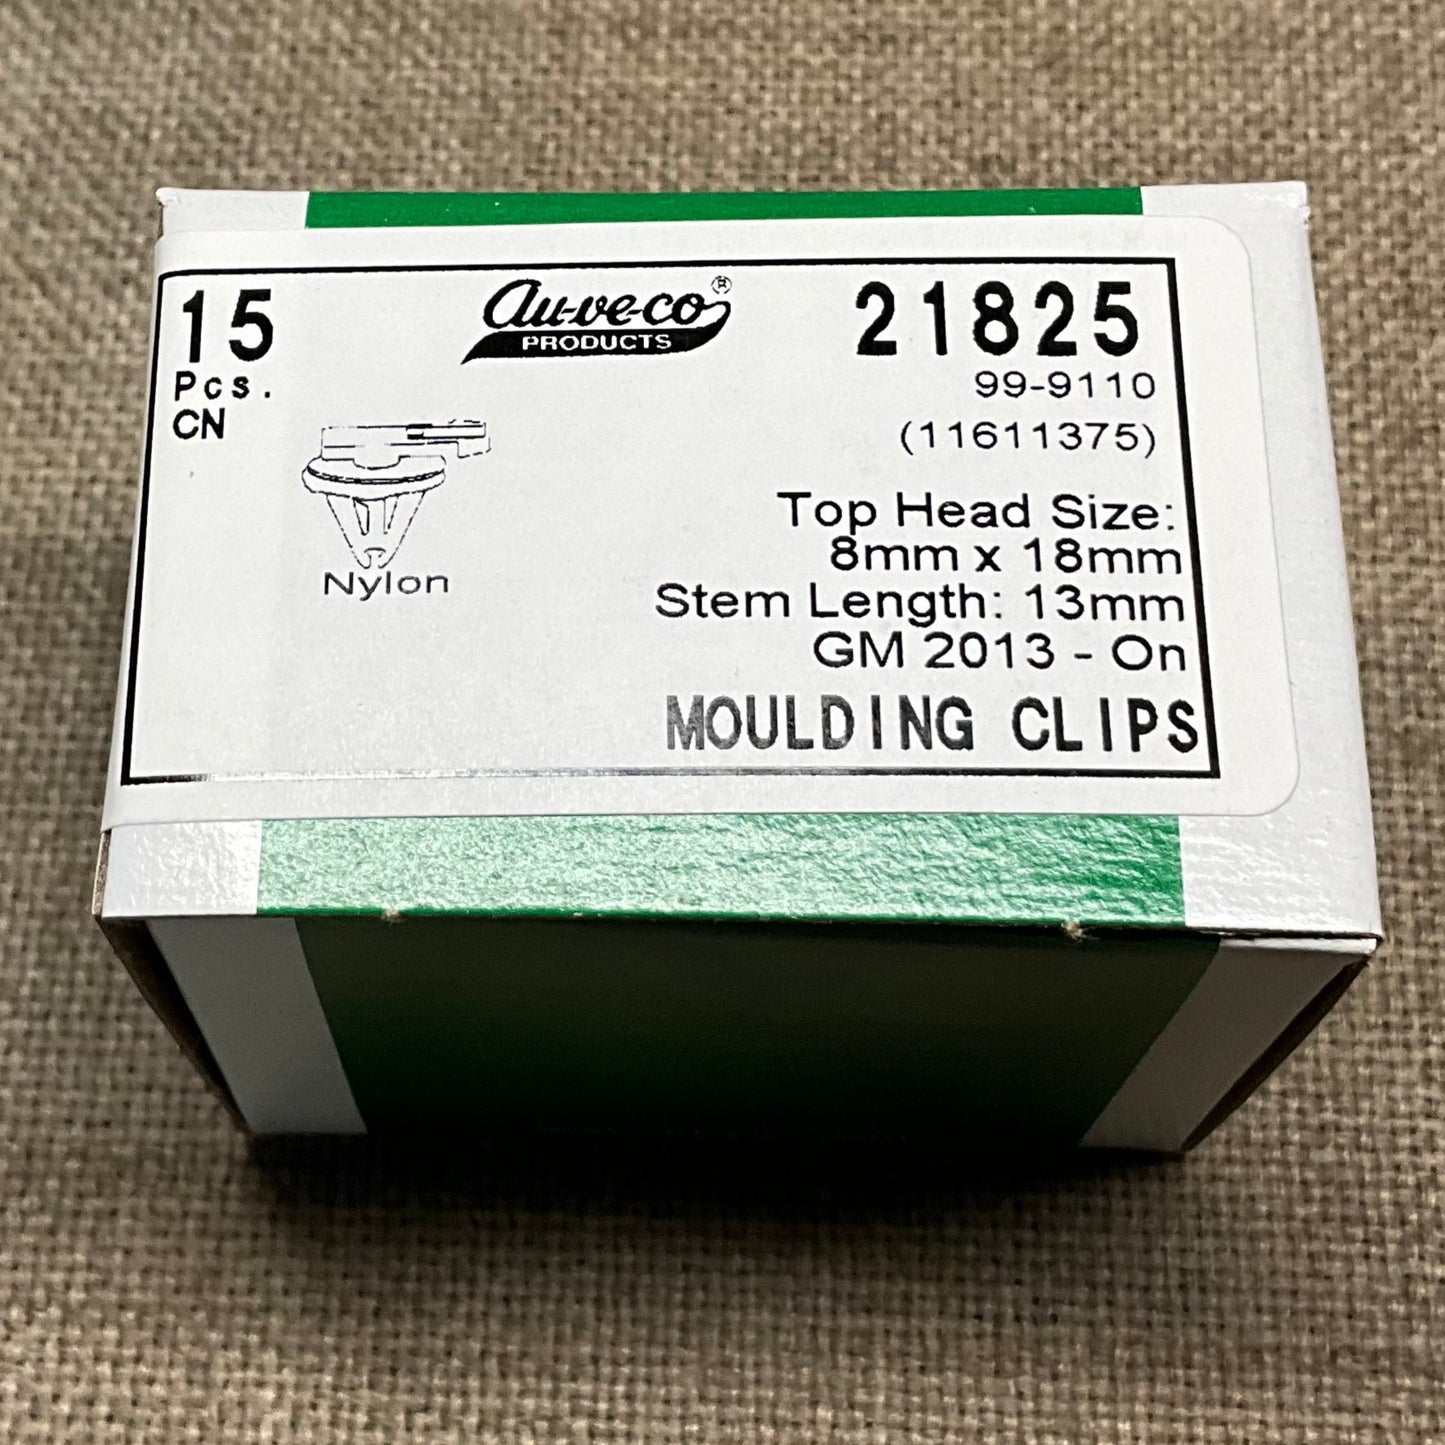 15
Pcs.
CN
Au-ve-co®
PRODUCTS
21825
99-9110
(11611375)
Nylon
Top Head Size:
8mm x 18mm
Stem Length: 13mm
GM 2013 - On
MOULDING CLIPS